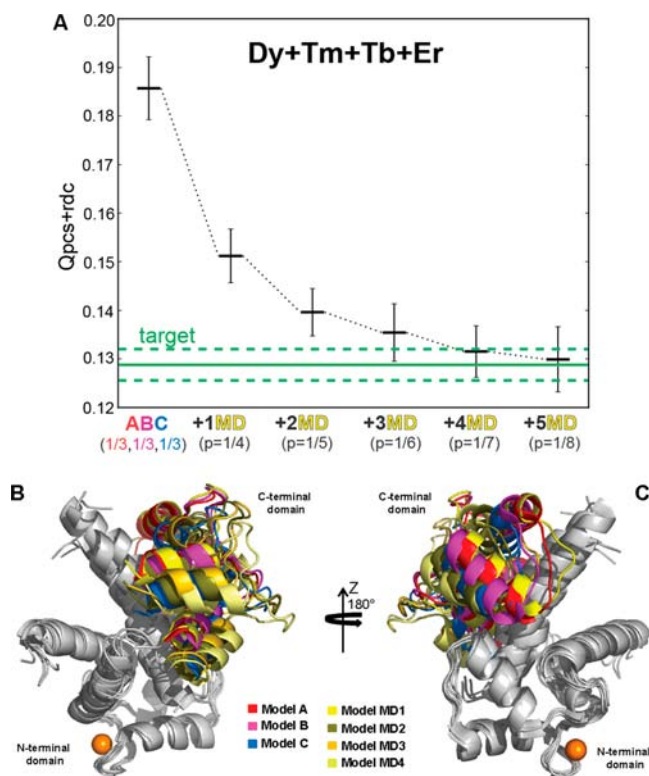 A
Dy+Tm+Tb+Er
0.20
0.19
0.18
0.17
0.16
0.15
0.14
0.13
0.12
Qpcs+rdc
target
ABC +1MD +2MD +3MD +4MD +5MD
(1/3,1/3,1/3) (p=1/4) (p=1/5) (p=1/6) (p=1/7) (p=1/8)
B
C-terminal
domain
C-terminal
domain
C
Z
180°
Model A
Model B
Model C
Model MD1
Model MD2
Model MD3
Model MD4
N-terminal
domain
N-terminal
domain